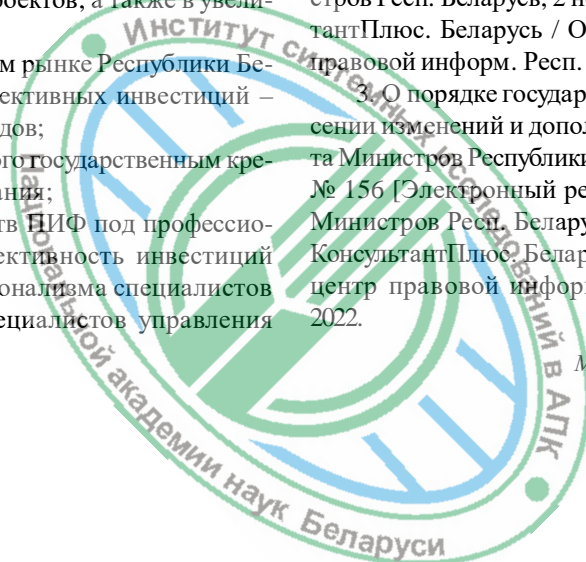 ектов, а также в увели-
м рынке Республики Бе-
ективных инвестиций –
дов;
ого государственным кре-
ания;
тв ПИФ под профессио-
ективность инвестиций
онализма специалистов
ециалистов управления
стров Респ. Беларусь, 2 н
тантПлюс. Беларусь / О
правовой информ. Респ.
3. О порядке государ
сении изменений и допол
та Министров Республики
№ 156 [Электронный ре
Министров Респ. Белару
КонсультантПлюс. Белар
центр правовой инфор
2022.
М
Институт системных исследований в АПК
Национальной академии наук Беларуси